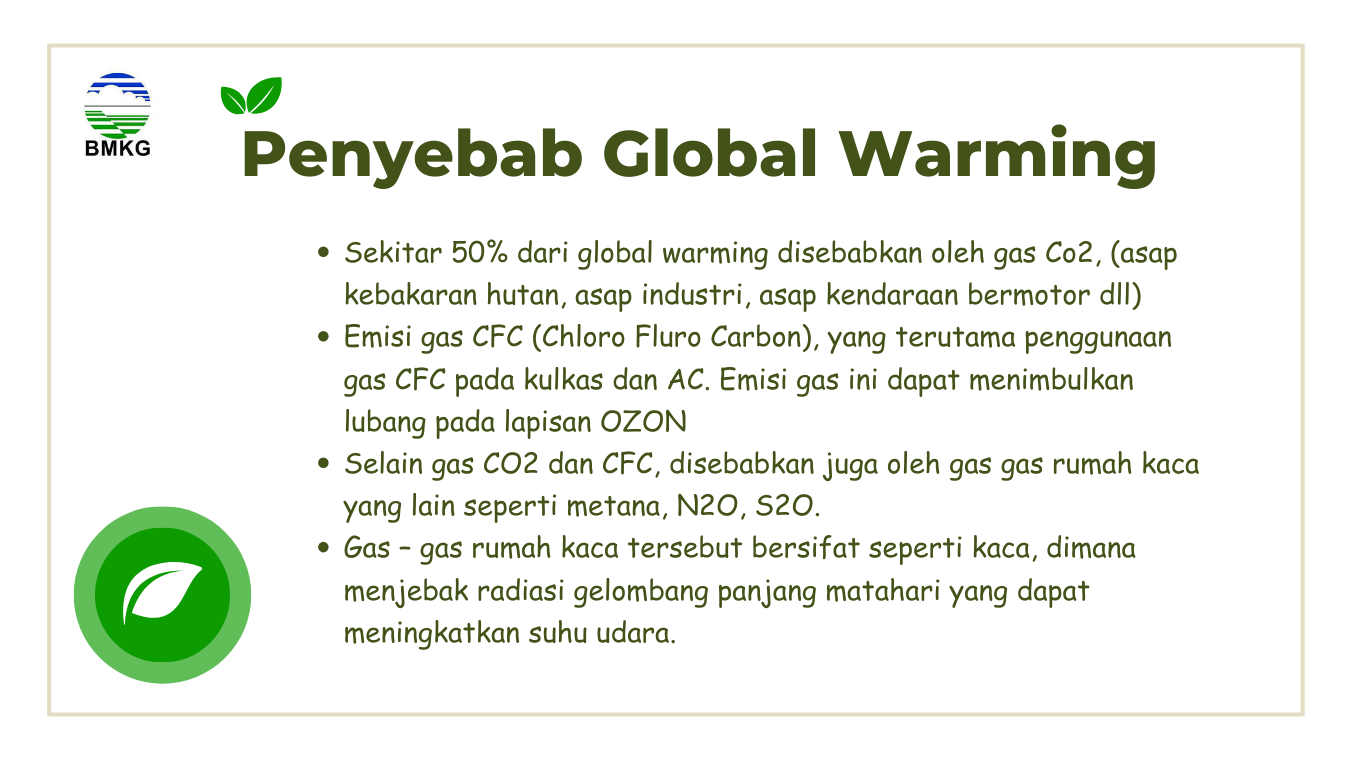 BMKG
Penyebab Global Warming
• Sekitar 50% dari global warming disebabkan oleh gas Co2, (asap
kebakaran hutan, asap industri, asap kendaraan bermotor dll)
• Emisi gas CFC (Chloro Fluro Carbon), yang terutama penggunaan
gas CFC pada kulkas dan AC. Emisi gas ini dapat menimbulkan
lubang pada lapisan OZON
• Selain gas CO2 dan CFC, disebabkan juga oleh gas gas rumah kaca
yang lain seperti metana, N2O, S2O.
• Gas – gas rumah kaca tersebut bersifat seperti kaca, dimana
menjebak radiasi gelombang panjang matahari yang dapat
meningkatkan suhu udara.